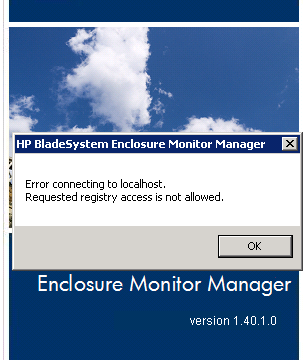 HP BladeSystem Enclosure Monitor Manager
Error connecting to localhost.
Requested registry access is not allowed.
OK
Enclosure Monitor Manager
version 1.40.1.0